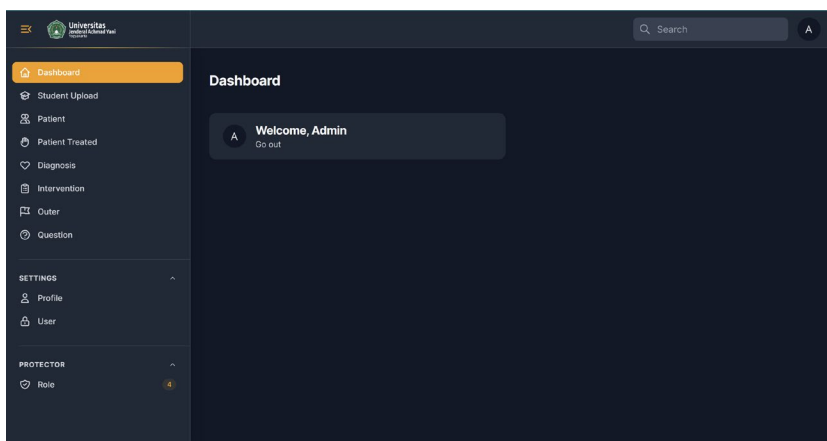 Universitas
Jenderal Achmad Yani
Yogyakarta
Search
A
Dashboard
Student Upload
Patient
Patient Treated
Diagnosis
Intervention
Outer
Question
SETTINGS
Profile
User
PROTECTOR
Role 4
Dashboard
A
Welcome, Admin
Go out